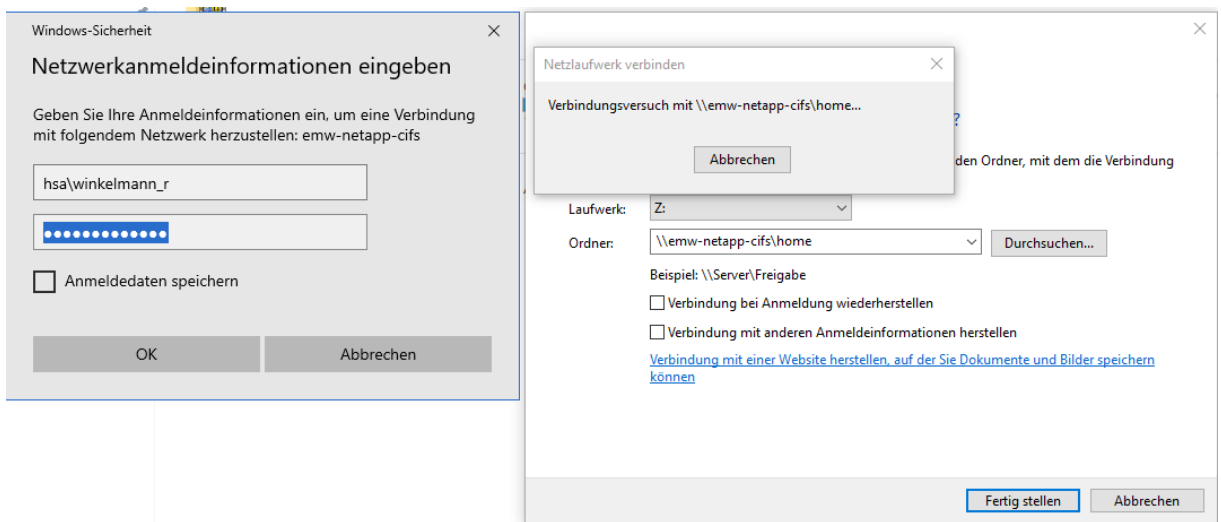 Windows-Sicherheit
Netzwerkanmeldeinformationen eingeben
Geben Sie Ihre Anmeldeinformationen ein, um eine Verbindung
mit folgendem Netzwerk herzustellen: emw-netapp-cifs
hsa\winkelmann_r
●●●●●●●●●●●●●
Anmeldedaten speichern
OK
Abbrechen
Netzlaufwerk verbinden
Verbindungsversuch mit \\emw-netapp-cifs\home...
Abbrechen
?
den Ordner, mit dem die Verbindung
Laufwerk:
Z:
Ordner:
\\emw-netapp-cifs\home
Durchsuchen...
Beispiel: \\Server\Freigabe
Verbindung bei Anmeldung wiederherstellen
Verbindung mit anderen Anmeldeinformationen herstellen
Verbindung mit einer Website herstellen, auf der Sie Dokumente und Bilder speichern
können
Fertig stellen
Abbrechen